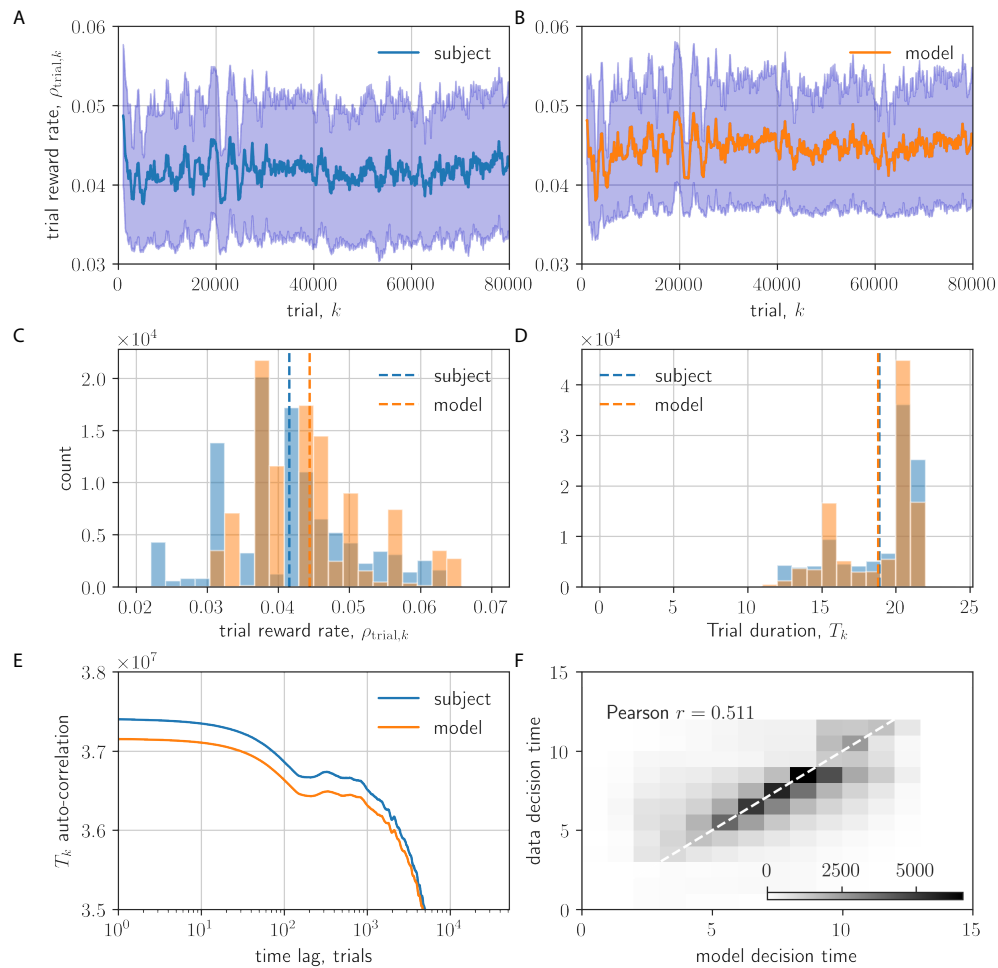 A
B
0.06
0.05
0.04
0.03
trial reward rate, ρtrial,k
subject
0
20000
40000
60000
80000
trial, k
0.06
0.05
0.04
0.03
model
0
20000
40000
60000
80000
trial, k
C
D
×10⁴
2.0
1.5
1.0
0.5
0.0
count
subject
model
0.02
0.03
0.04
0.05
0.06
0.07
trial reward rate, ρtrial,k
×10⁴
4
3
2
1
0
subject
model
0
5
10
15
20
25
Trial duration, Tk
E
F
×10⁷
3.8
3.7
3.6
3.5
Tk auto-correlation
subject
model
10⁰
10¹
10²
10³
10⁴
time lag, trials
15
10
5
0
data decision time
Pearson r = 0.511
0
2500
5000
0
5
10
15
model decision time